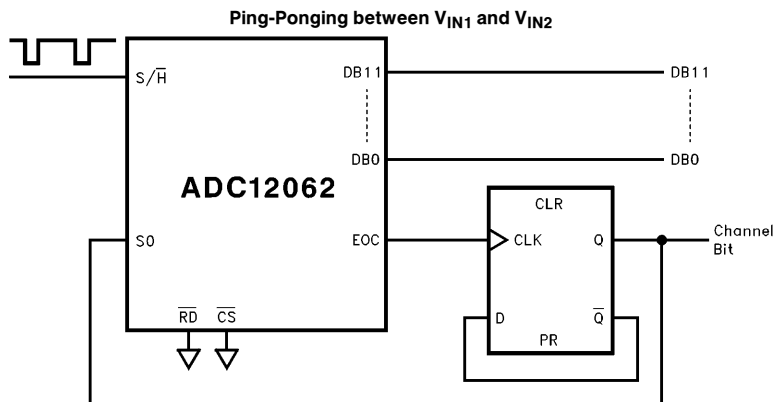 Ping-Ponging between VIN1 and VIN2
S/H
DB11
DB11
DB0
DB0
ADC12062
CLR
S0
EOC
CLK
Q
Channel
Bit
RD
CS
D
Q
PR